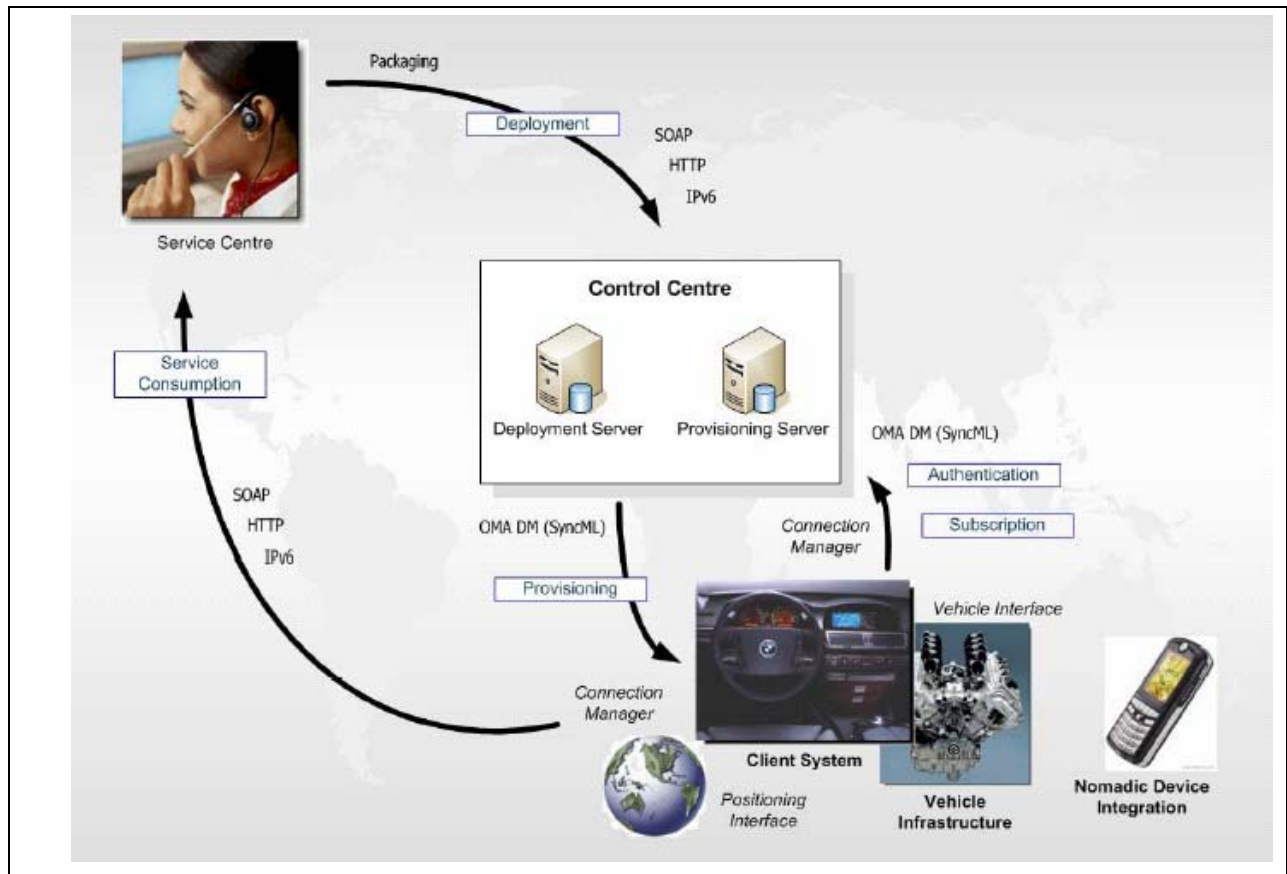 Packaging
Deployment
SOAP
HTTP
IPv6
Service Centre
Control Centre
Deployment Server
Provisioning Server
Service
Consumption
SOAP
HTTP
IPv6
OMA DM (SyncML)
Provisioning
OMA DM (SyncML)
Authentication
Subscription
Connection
Manager
Vehicle Interface
Connection
Manager
Client System
Positioning
Interface
Vehicle
Infrastructure
Nomadic Device
Integration